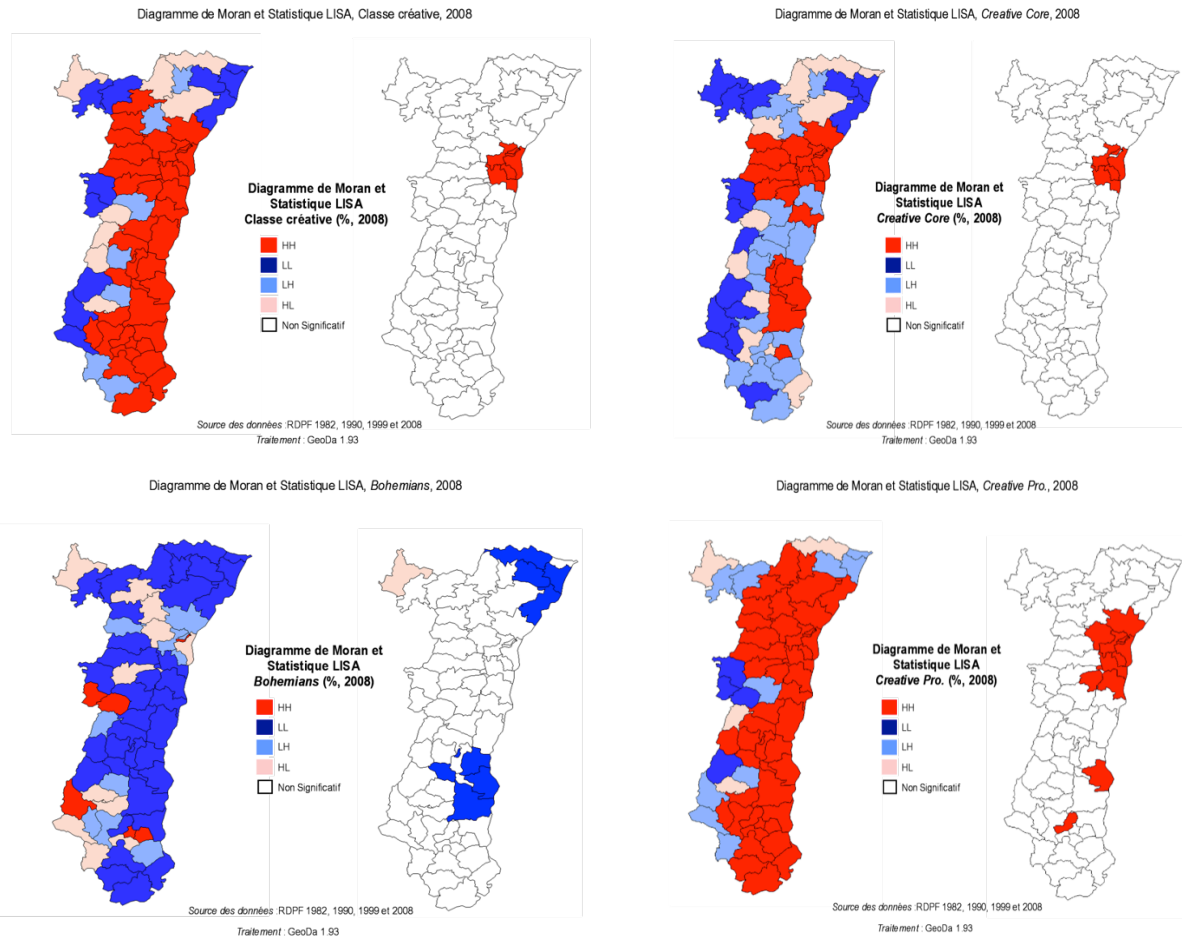 Diagramme de Moran et Statistique LISA, Classe créative, 2008
Diagramme de Moran et
Statistique LISA
Classe créative (%, 2008)
HH
LL
LH
HL
Non Significatif
Source des données :RDPF 1982, 1990, 1999 et 2008
Traitement : GeoDa 1.93
Diagramme de Moran et Statistique LISA, Creative Core, 2008
Diagramme de Moran et
Statistique LISA
Creative Core (%, 2008)
HH
LL
LH
HL
Non Significatif
Source des données :RDPF 1982, 1990, 1999 et 2008
Traitement : GeoDa 1.93
Diagramme de Moran et Statistique LISA, Bohemians, 2008
Diagramme de Moran et
Statistique LISA
Bohemians (%, 2008)
HH
LL
LH
HL
Non Significatif
Source des données :RDPF 1982, 1990, 1999 et 2008
Traitement : GeoDa 1.93
Diagramme de Moran et Statistique LISA, Creative Pro., 2008
Diagramme de Moran et
Statistique LISA
Creative Pro. (%, 2008)
HH
LL
LH
HL
Non Significatif
Source des données :RDPF 1982, 1990, 1999 et 2008
Traitement : GeoDa 1.93